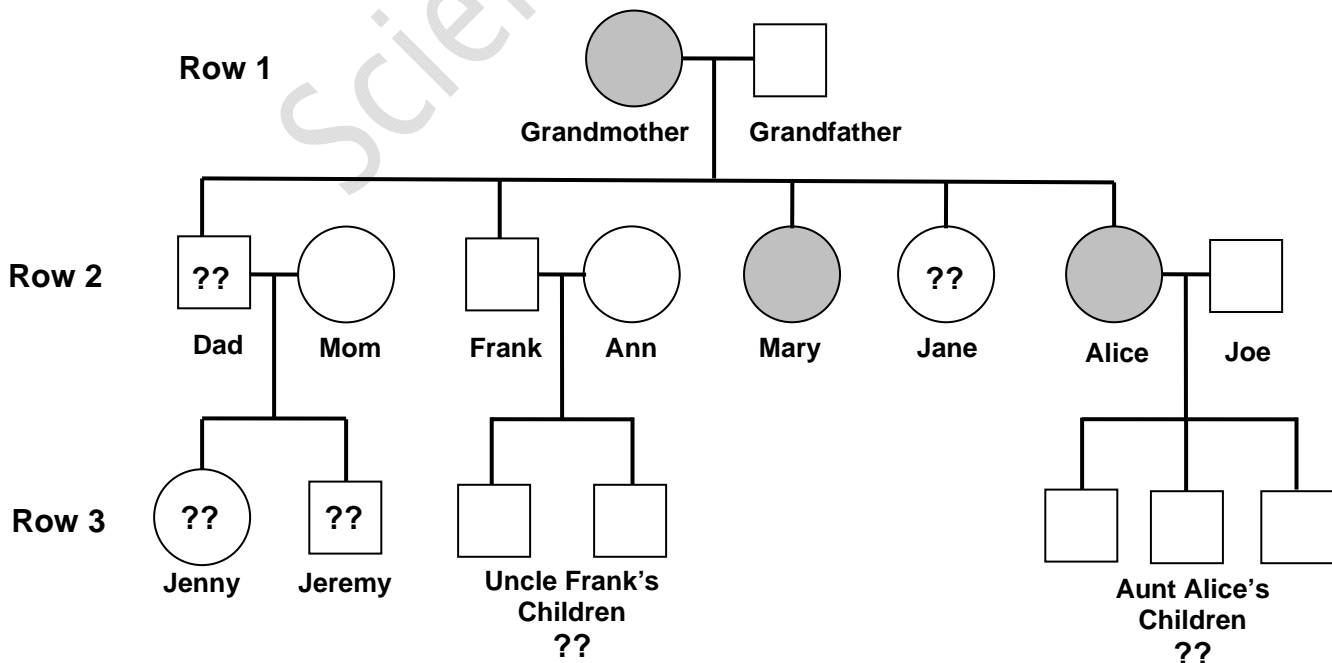 Scien
Row 1
Grandmother
Grandfather
Row 2
??
??
Dad
Mom
Frank
Ann
Mary
Jane
Alice
Joe
Row 3
??
??
Jenny
Jeremy
Uncle Frank's
Children
??
Aunt Alice's
Children
??